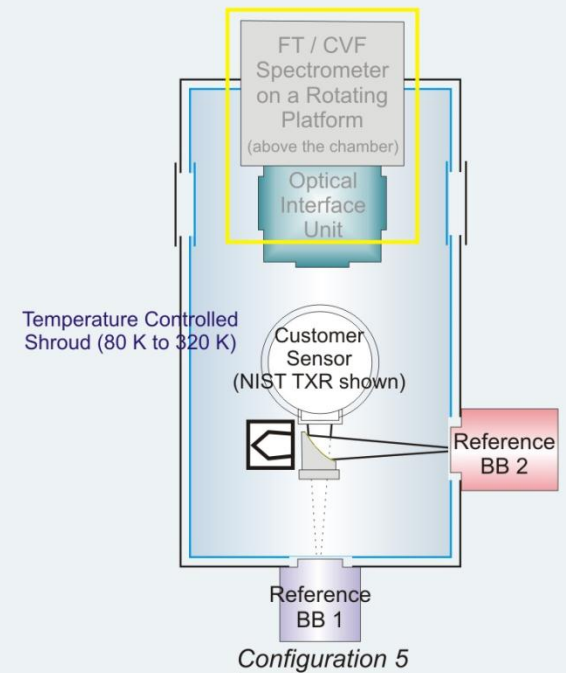 FT / CVF
Spectrometer
on a Rotating
Platform
(above the chamber)
Optical
Interface
Unit
Temperature Controlled
Shroud (80 K to 320 K)
Customer
Sensor
(NIST TXR shown)
Reference
BB 2
Reference
BB 1
Configuration 5